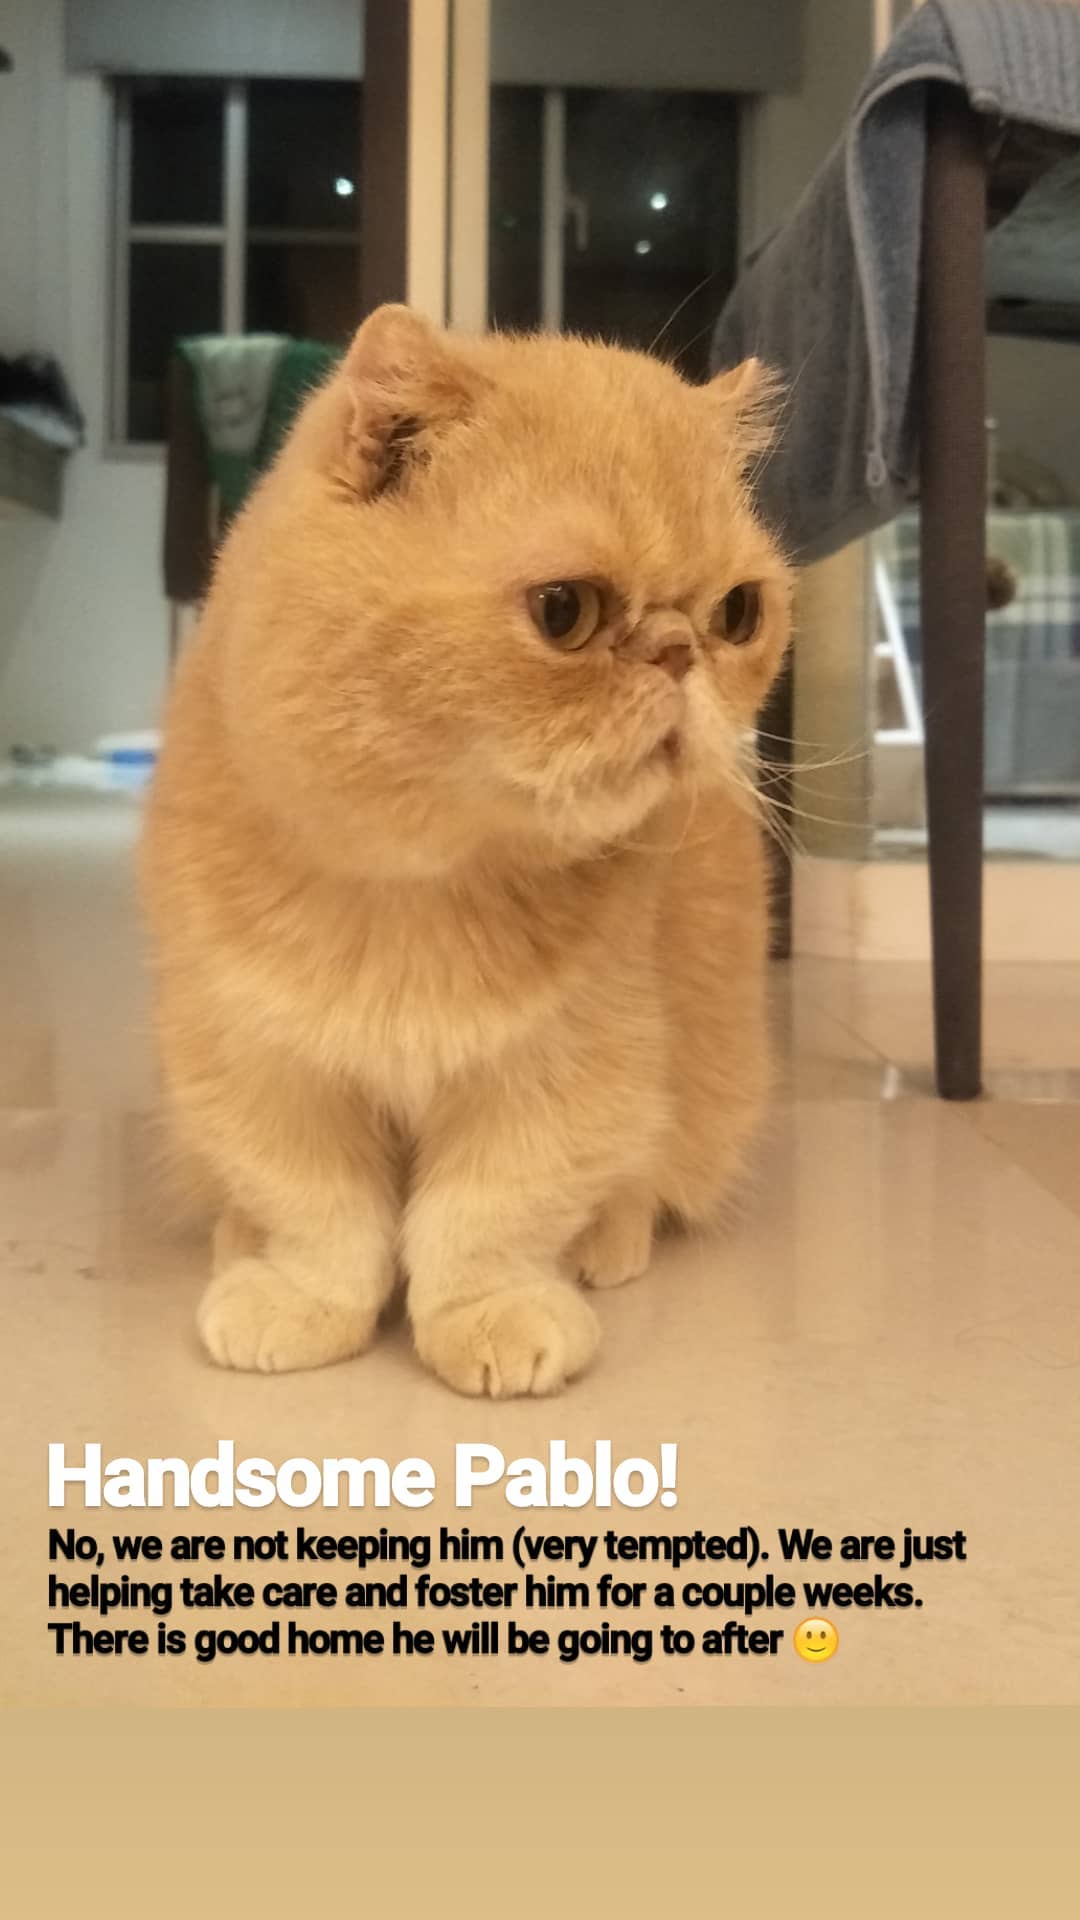 Handsome Pablo!
No, we are not keeping him (very tempted). We are just
helping take care and foster him for a couple weeks.
There is good home he will be going to after 🙂